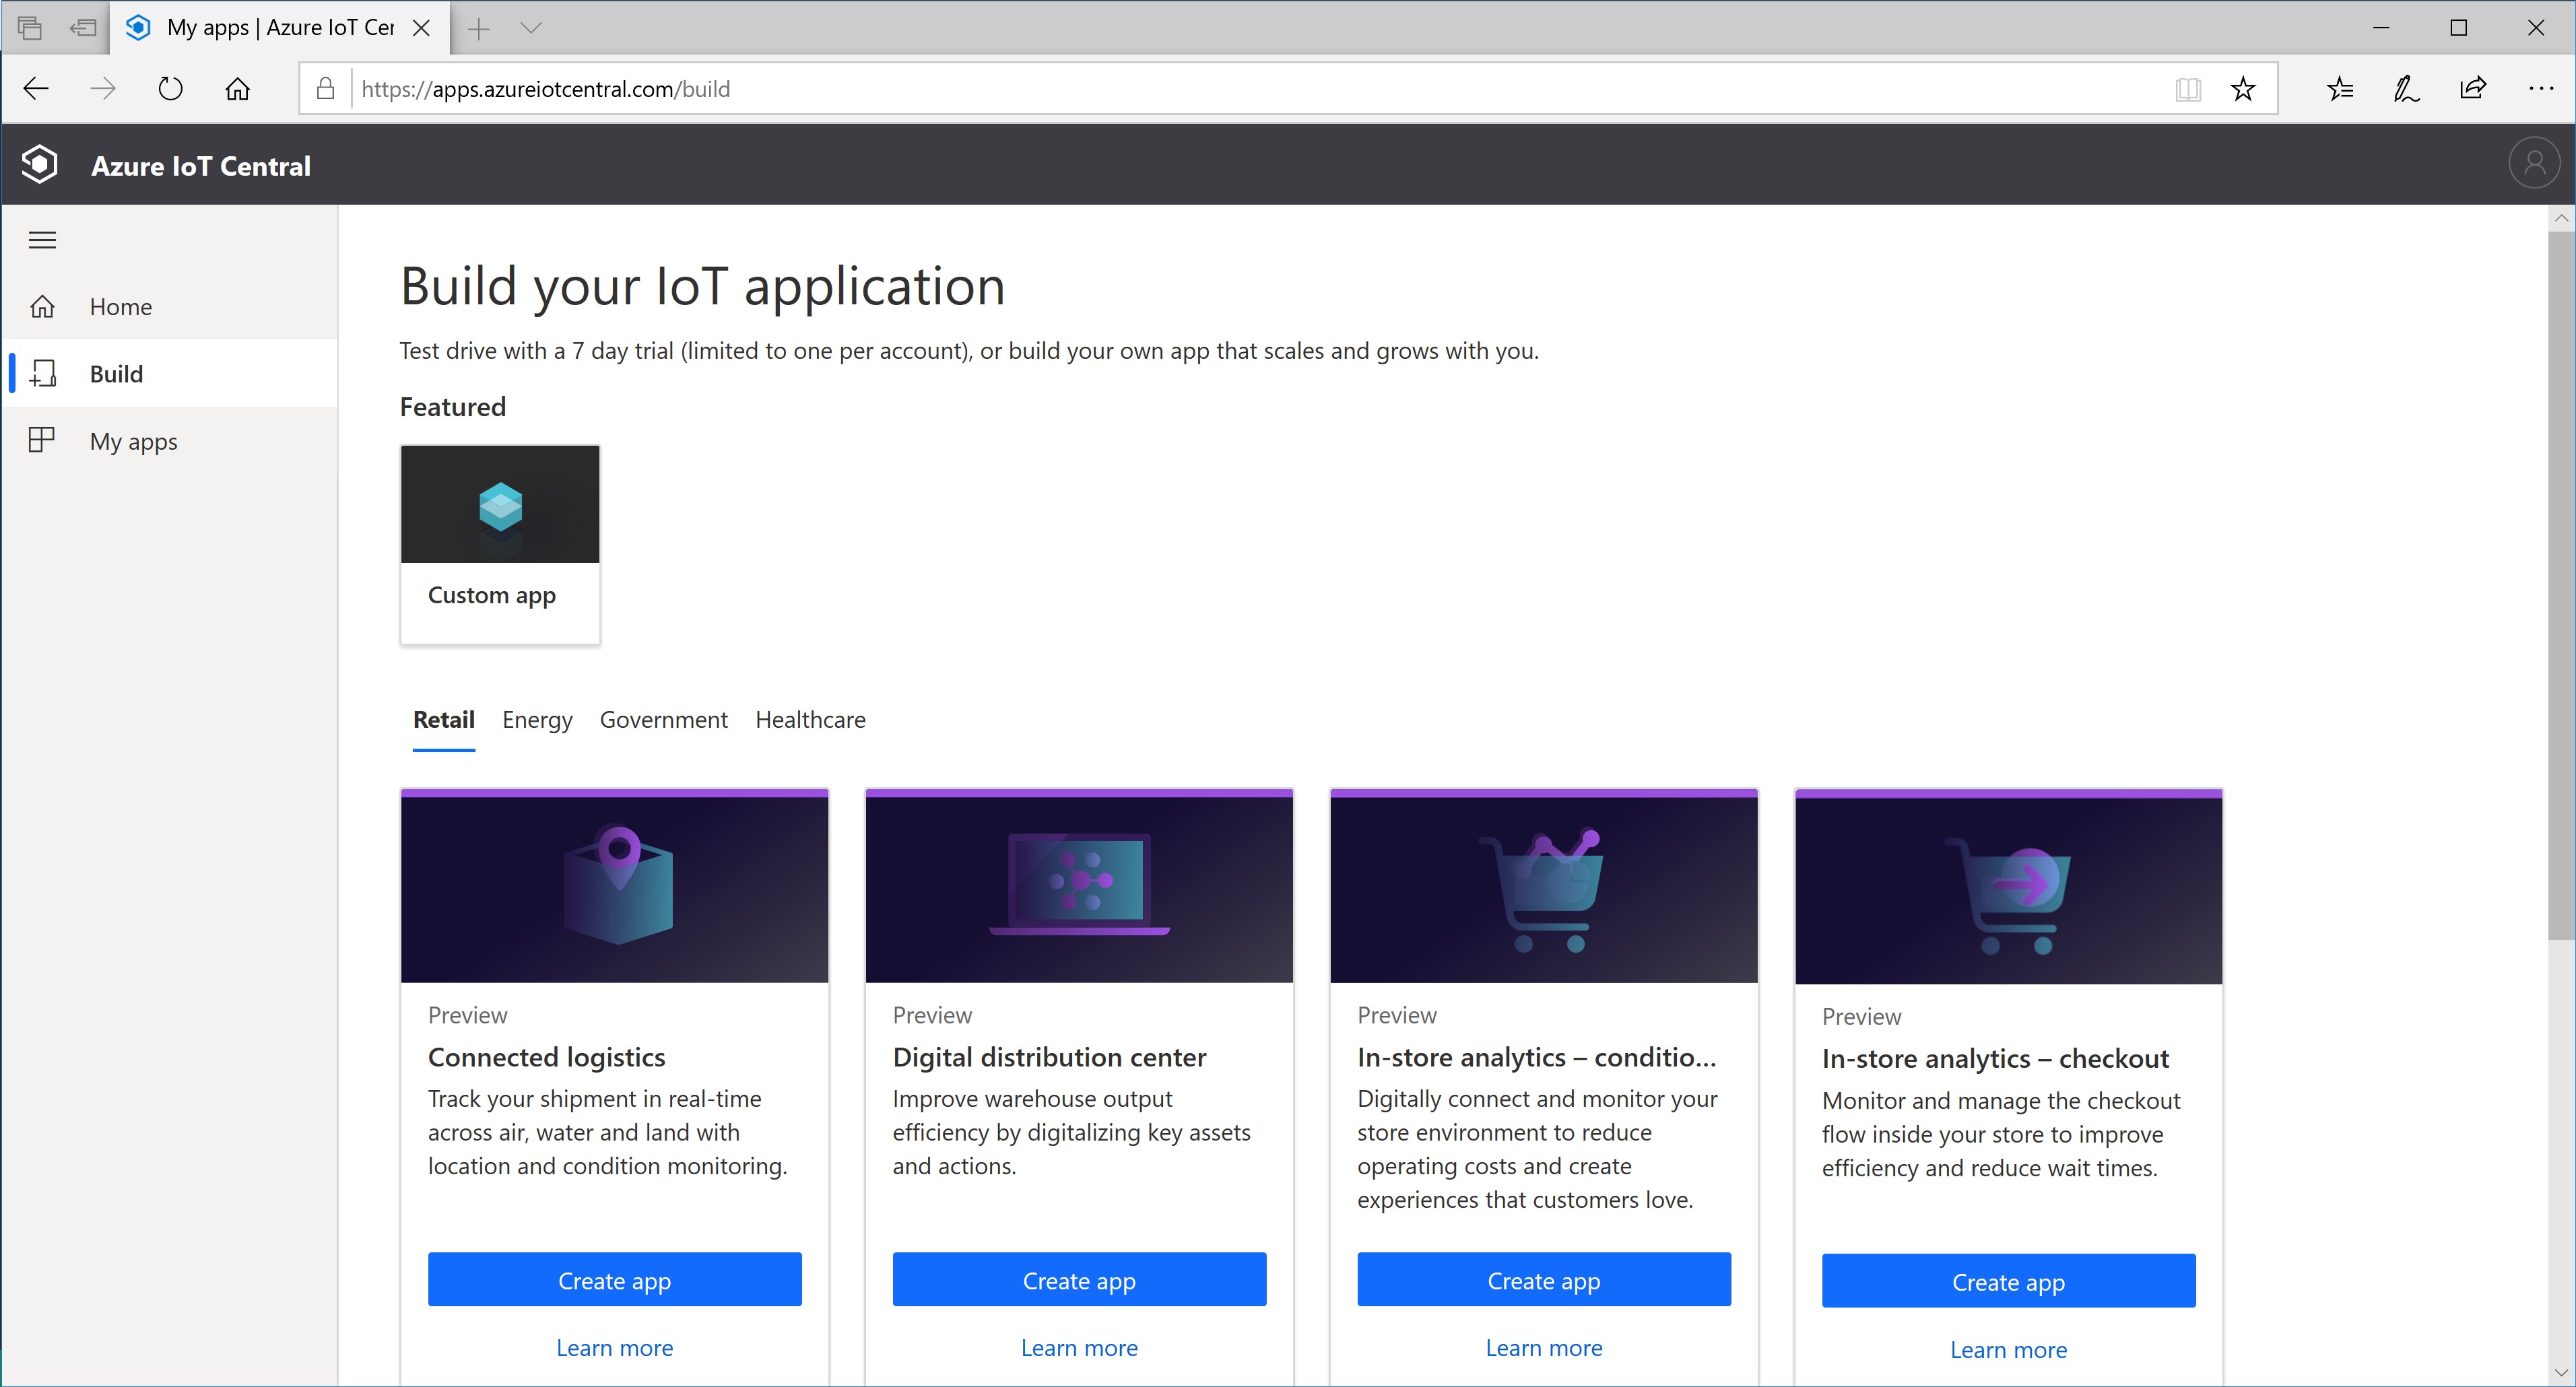 My apps | Azure IoT Cer
https://apps.azureiotcentral.com/build
Azure IoT Central
Home
Build
My apps
Build your IoT application
Test drive with a 7 day trial (limited to one per account), or build your own app that scales and grows with you.
Featured
Custom app
Retail Energy Government Healthcare
Preview
Connected logistics
Track your shipment in real-time
across air, water and land with
location and condition monitoring.
Create app
Learn more
Preview
Digital distribution center
Improve warehouse output
efficiency by digitalizing key assets
and actions.
Create app
Learn more
Preview
In-store analytics – conditio...
Digitally connect and monitor your
store environment to reduce
operating costs and create
experiences that customers love.
Create app
Learn more
Preview
In-store analytics – checkout
Monitor and manage the checkout
flow inside your store to improve
efficiency and reduce wait times.
Create app
Learn more